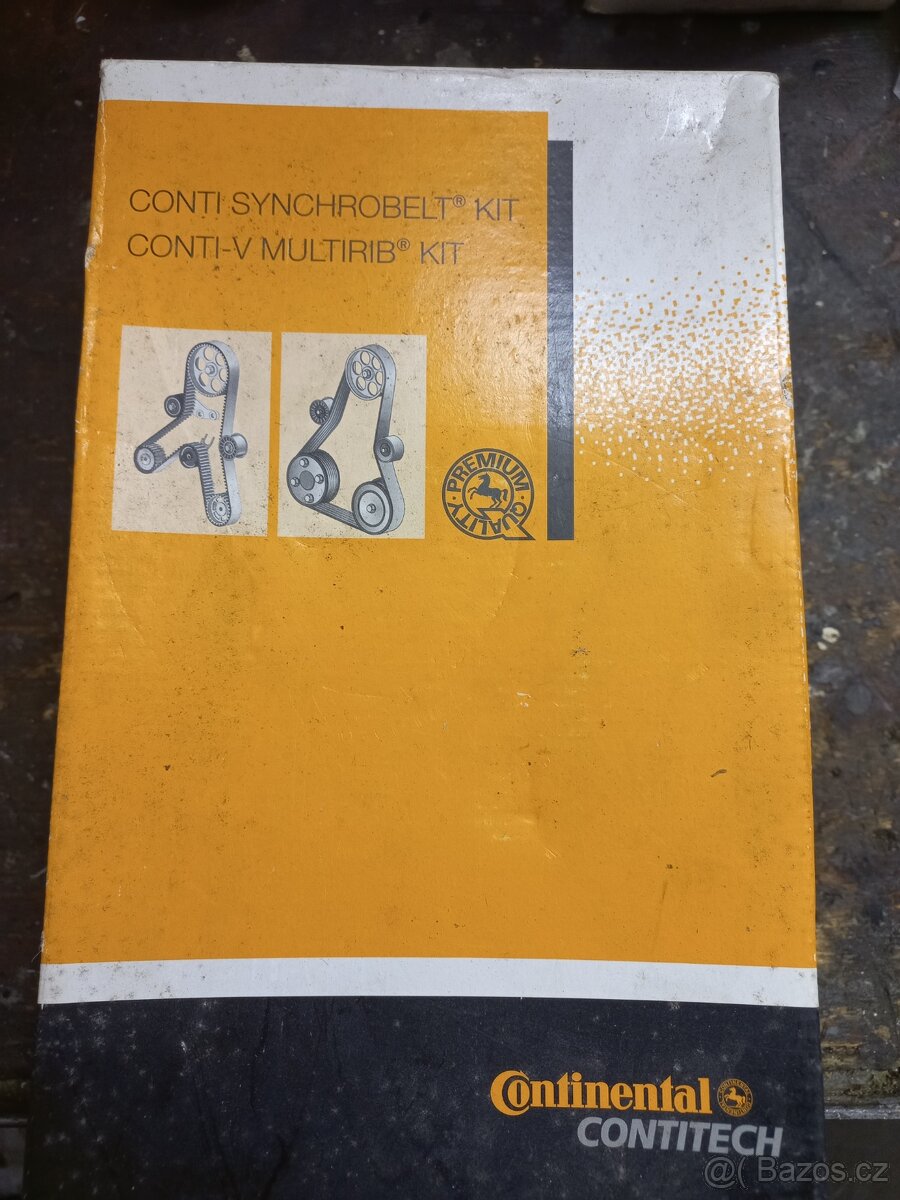 CONTI SYNCHROBELT® KIT
CONTI-V MULTIRIB® KIT
PREMIUM QUALITY
Continental
CONTITECH
@( Bazos.cz